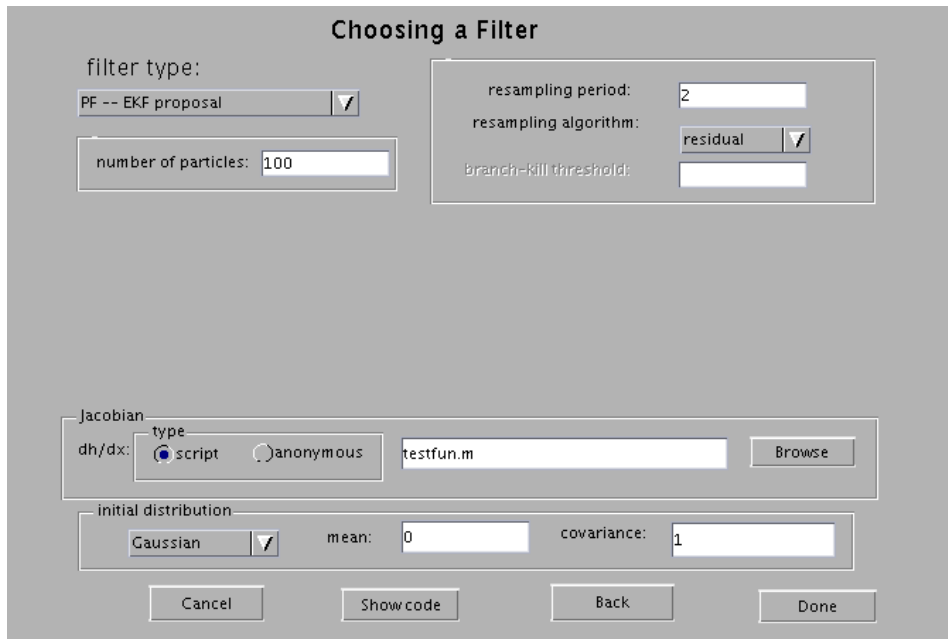 Choosing a Filter
filter type:
PF -- EKF proposal
number of particles: 100
resampling period: 2
resampling algorithm: residual
branch-kill threshold:
Jacobian
type
dh/dx: script anonymous testfun.m Browse
initial distribution
Gaussian mean: 0 covariance: 1
Cancel Show code Back Done